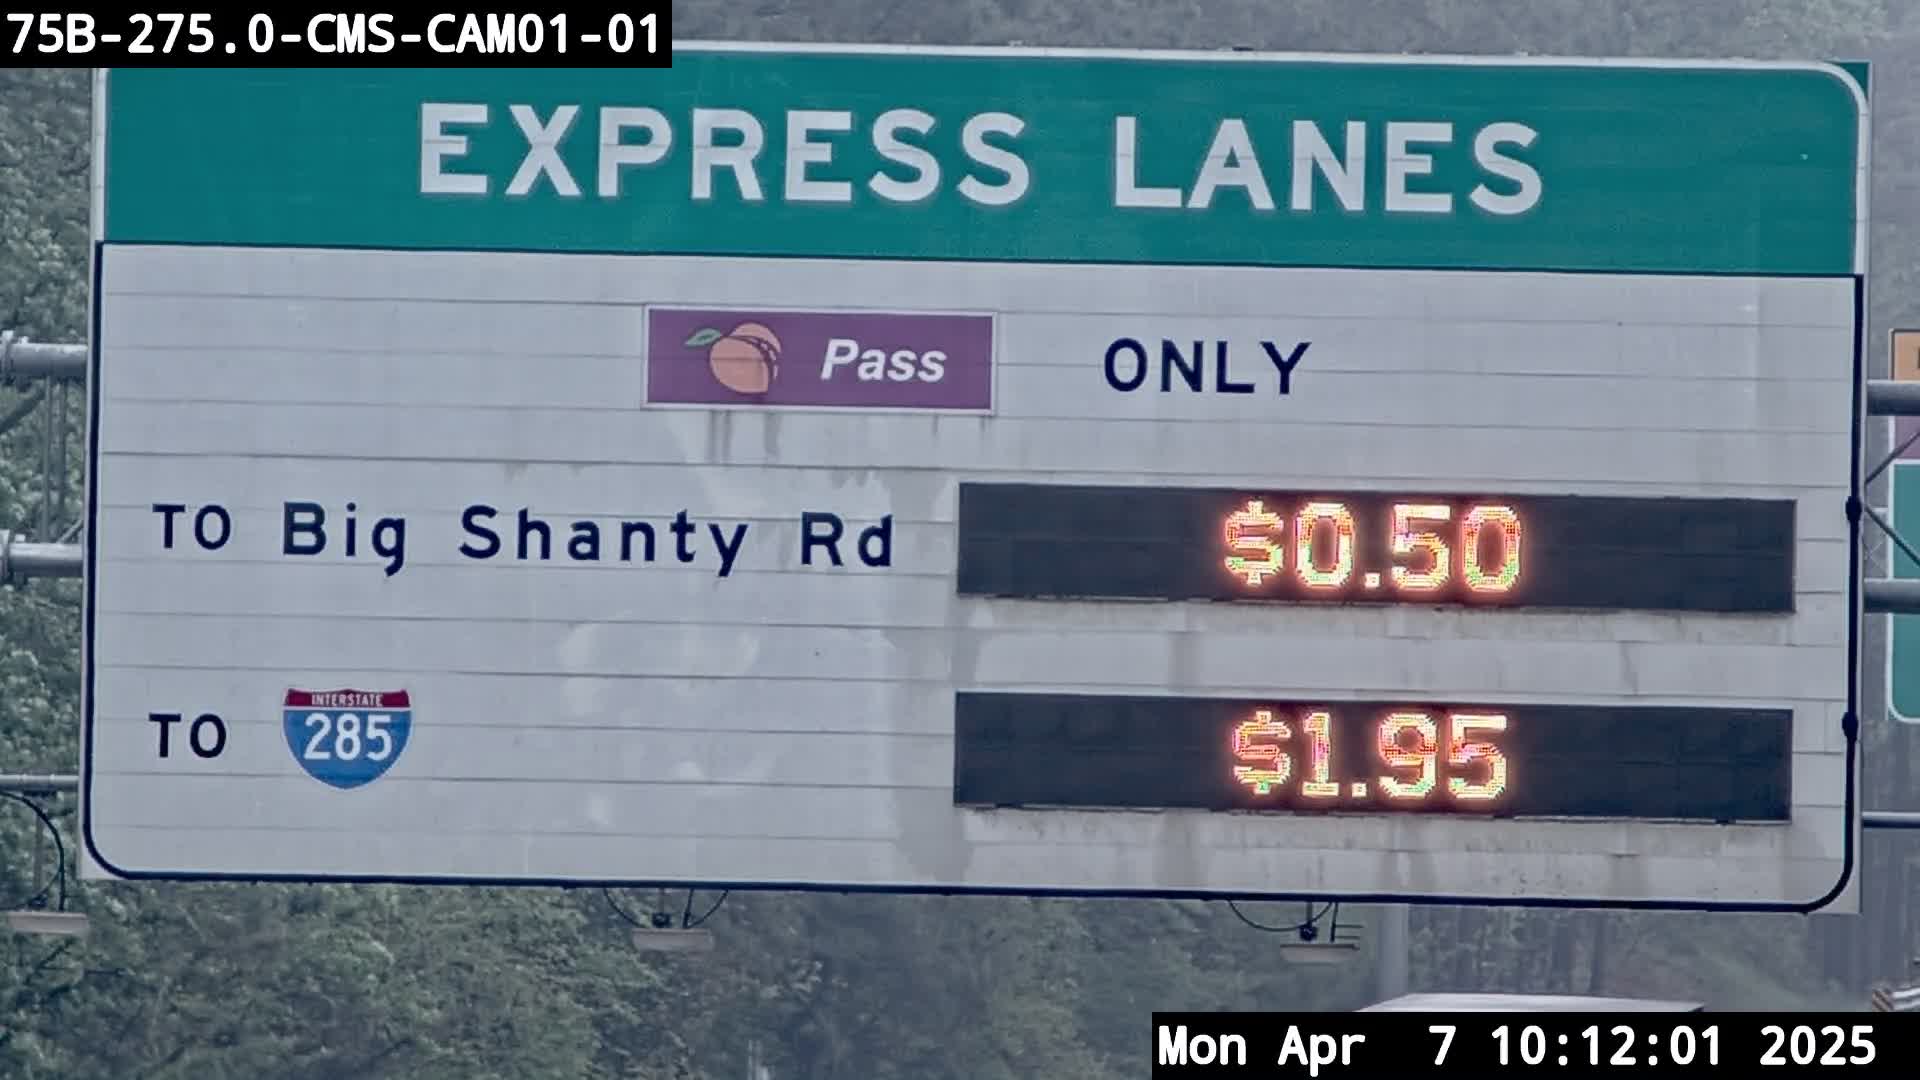 75B-275.0-CMS-CAM01-01
EXPRESS LANES
Pass ONLY
TO Big Shanty Rd $0.50
TO INTERSTATE 285 $1.95
Mon Apr 7 10:12:01 2025